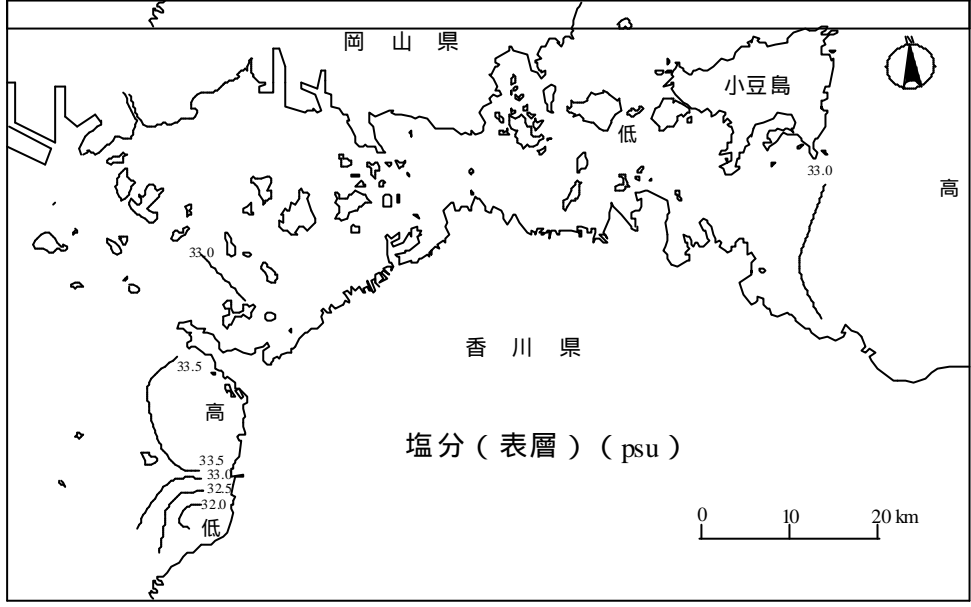 岡 山 県
小豆島
低
33.0
高
33.0
香 川 県
33.5
高
塩分（表層）（psu）
33.5
33.0
32.5
32.0
低
0 10 20 km